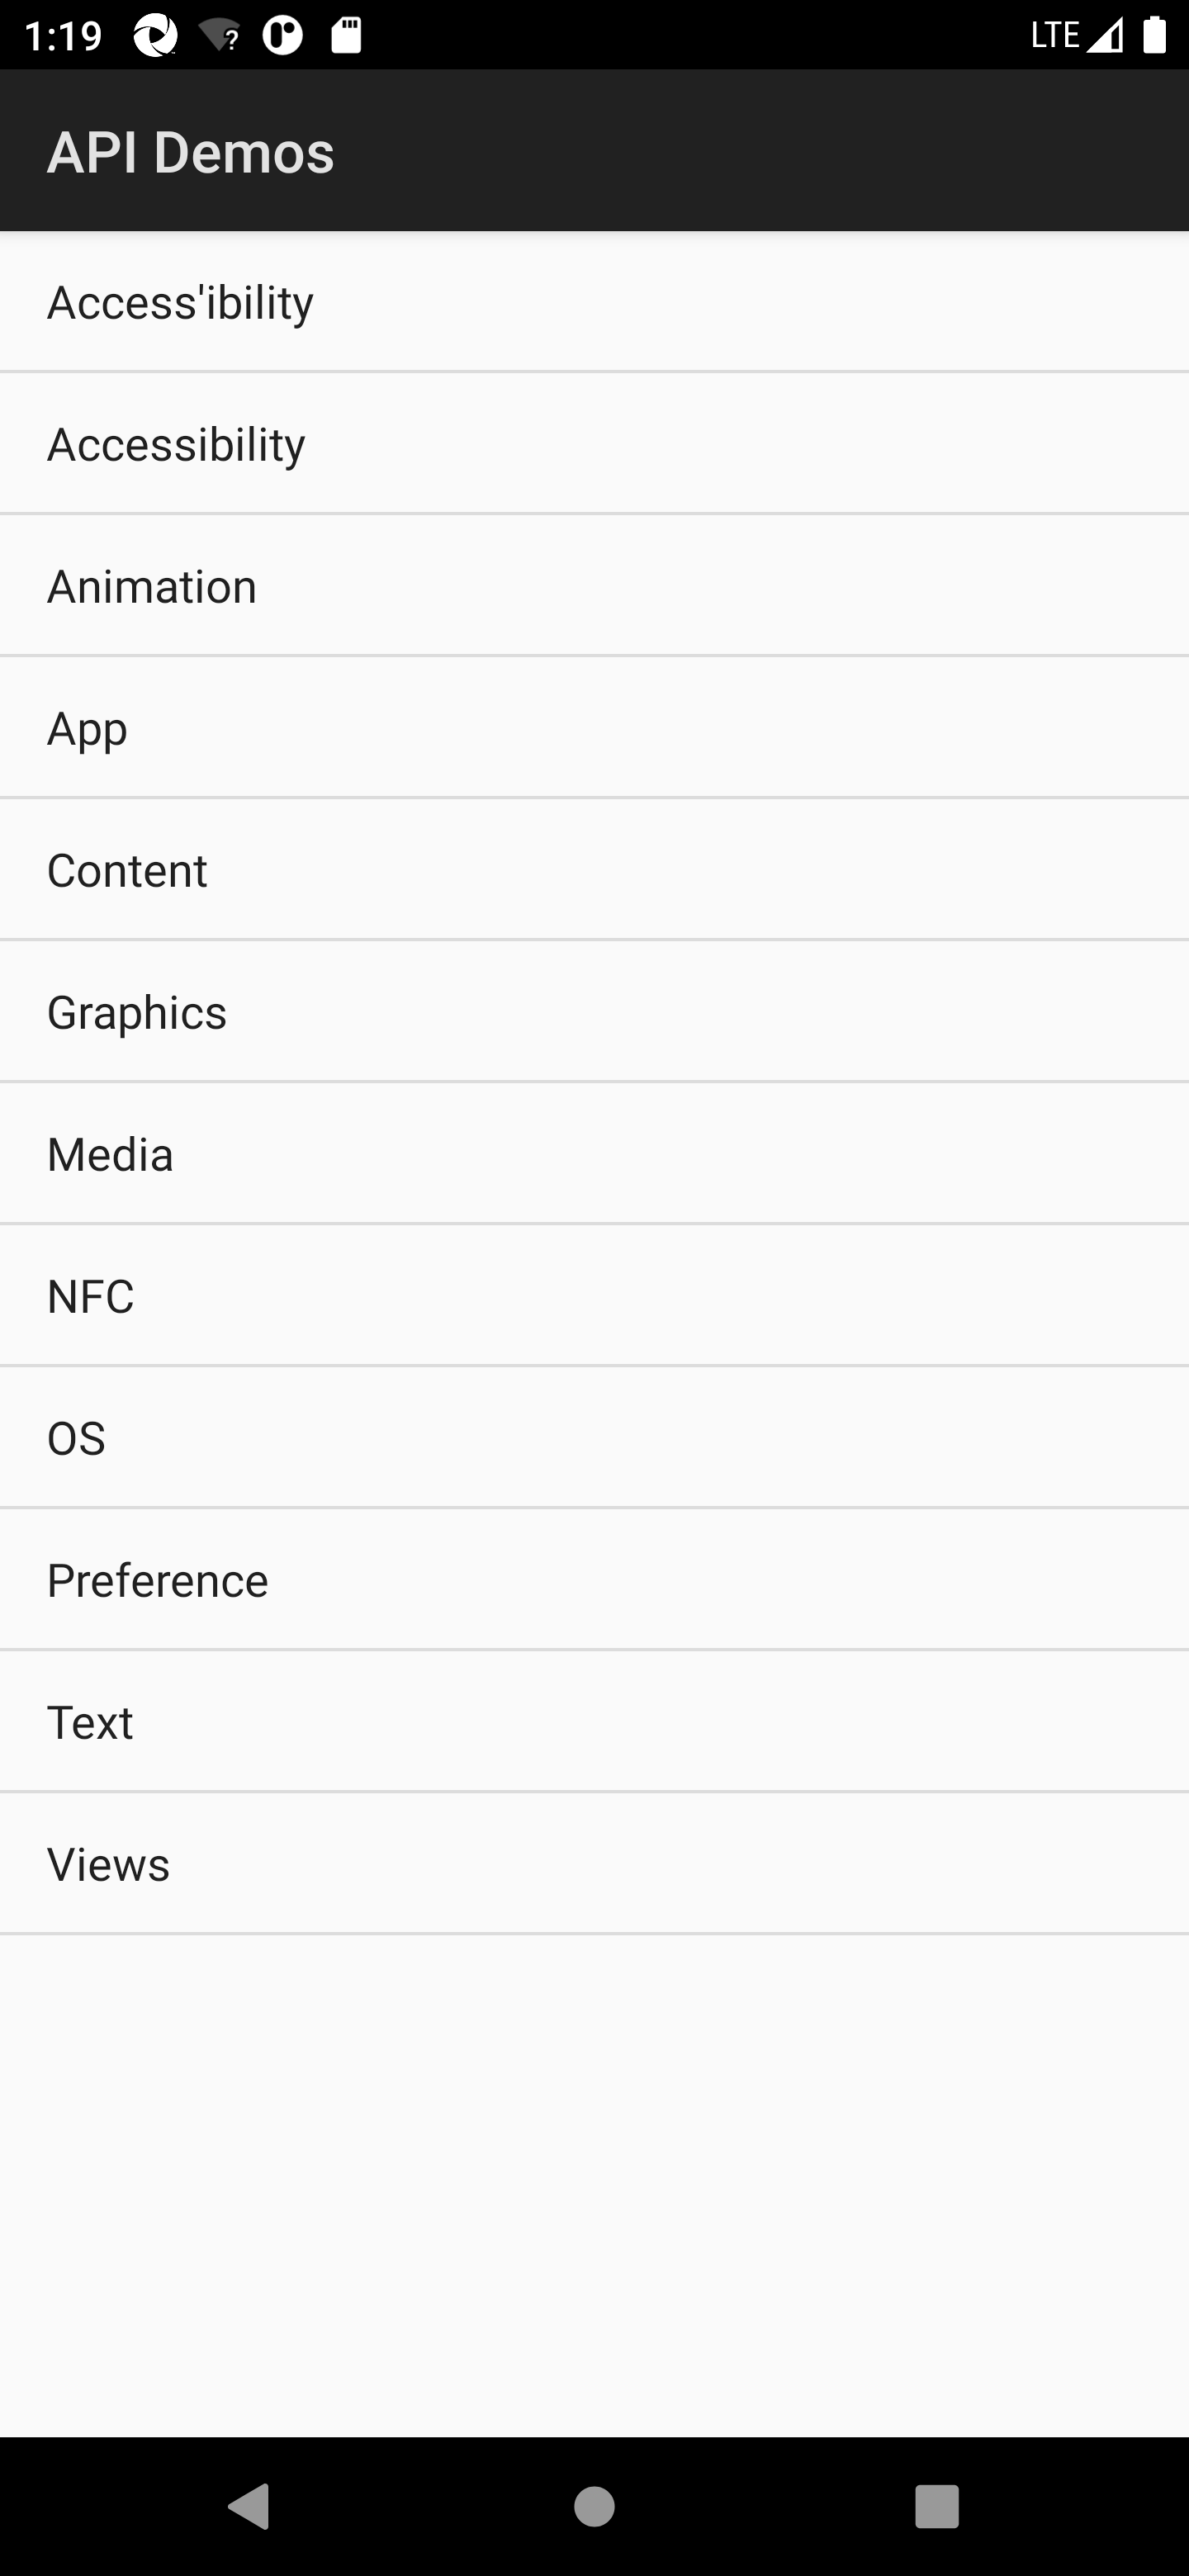 1:19
LTE
API Demos
Access'ibility
Accessibility
Animation
App
Content
Graphics
Media
NFC
OS
Preference
Text
Views